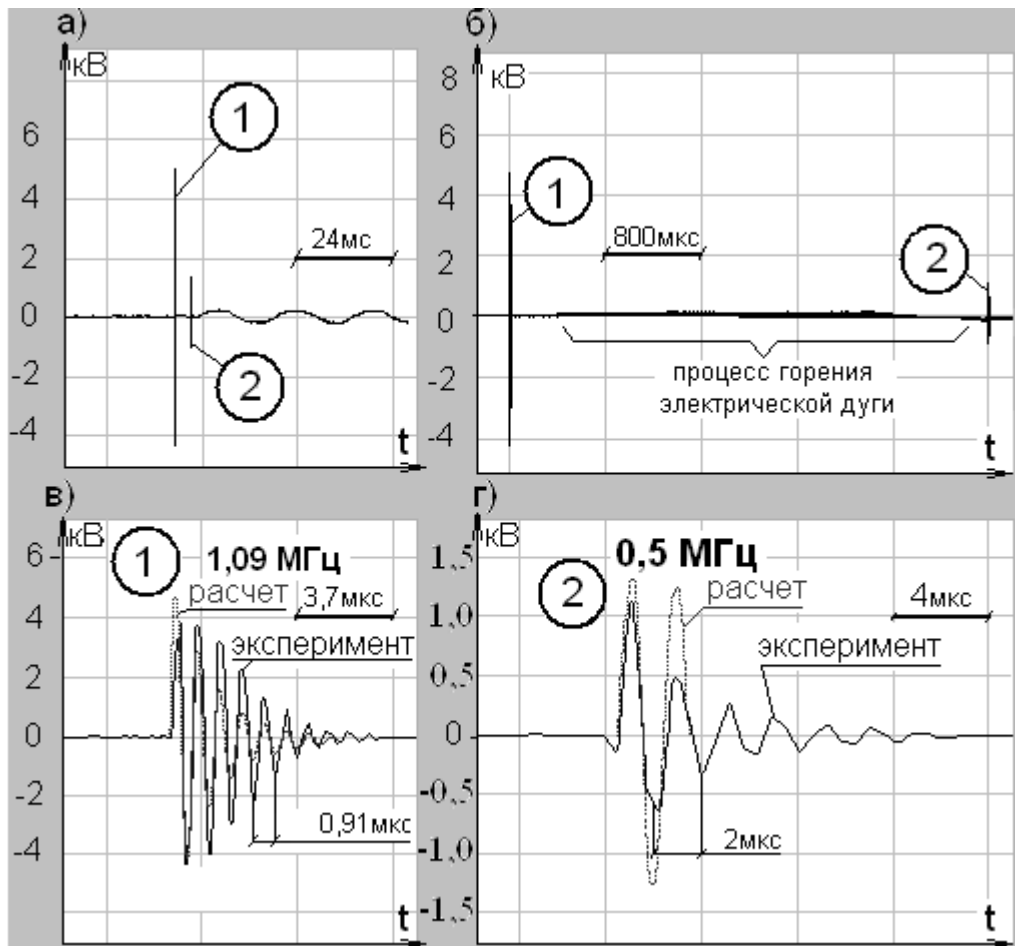 а)
кВ
6
4
2
0
-2
-4
1
2
24мс
t
б)
кВ
8
6
4
2
0
-2
-4
1
2
800мкс
процесс горения
электрической дуги
t
в)
кВ
6
4
2
0
-2
-4
1
1,09 МГц
расчет
3,7мкс
эксперимент
0,91мкс
t
г)
кВ
1,5
1,0
0,5
0
-0,5
-1,0
-1,5
2
0,5 МГц
расчет
4мкс
эксперимент
2мкс
t